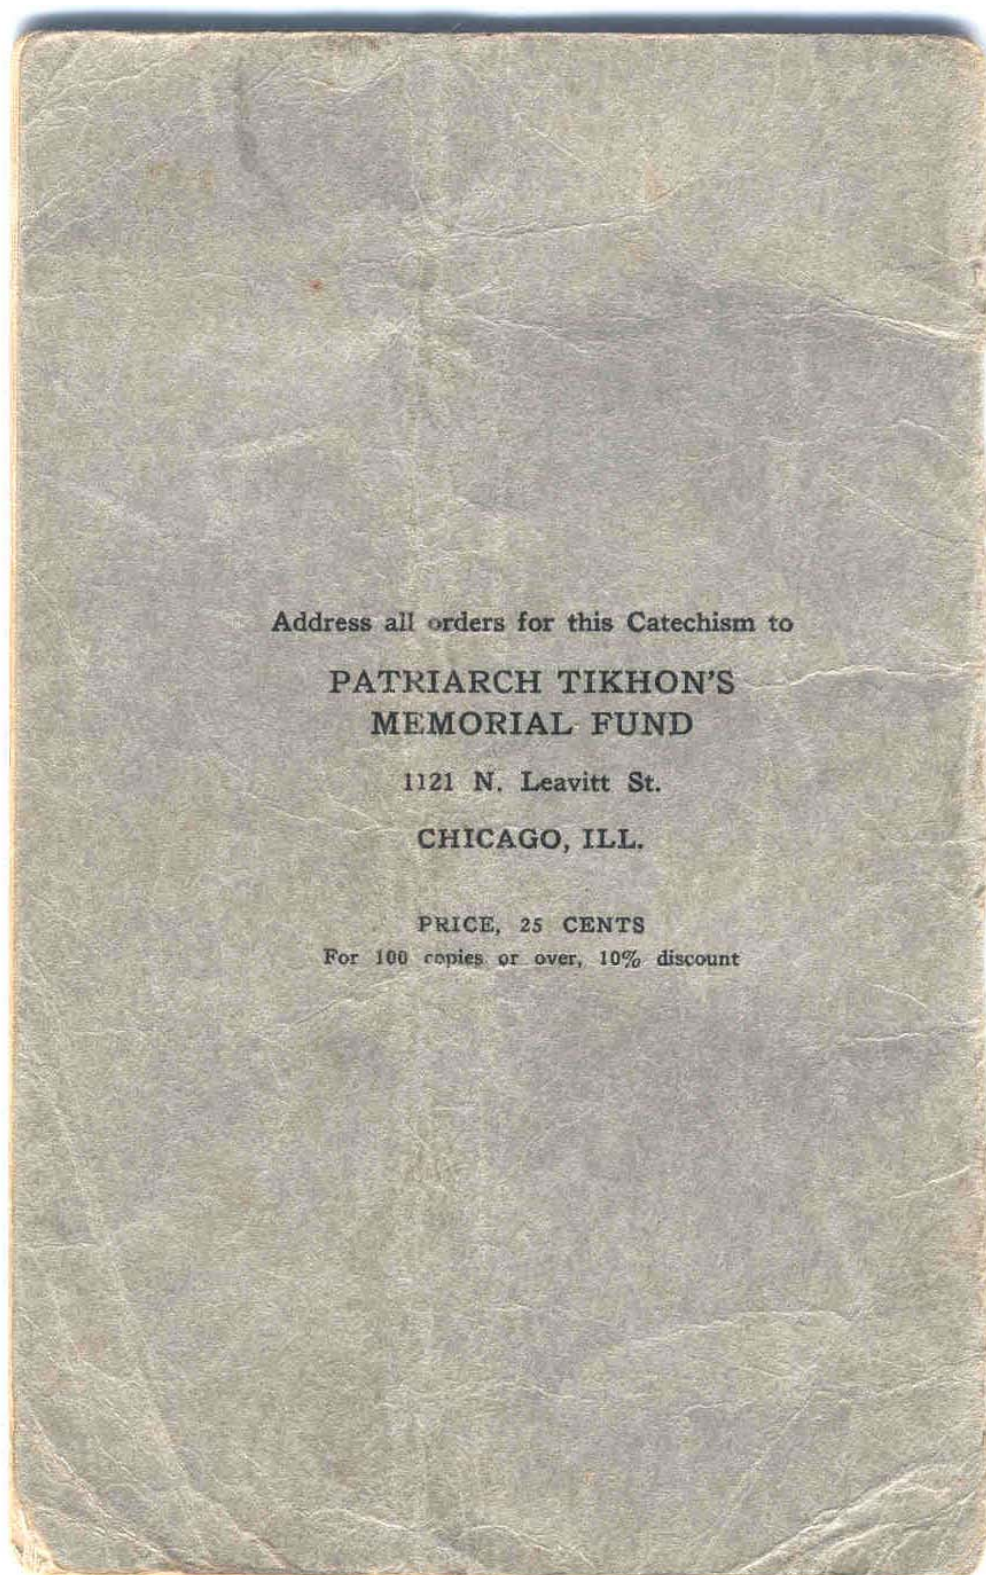 Address all orders for this Catechism to
PATRIARCH TIKHON'S
MEMORIAL FUND
1121 N. Leavitt St.
CHICAGO, ILL.
PRICE, 25 CENTS
For 100 copies or over, 10% discount